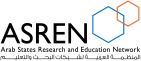 ASREN
Arab States Research and Education Network
المنظمة العربية لشبكات البحث والتعليم